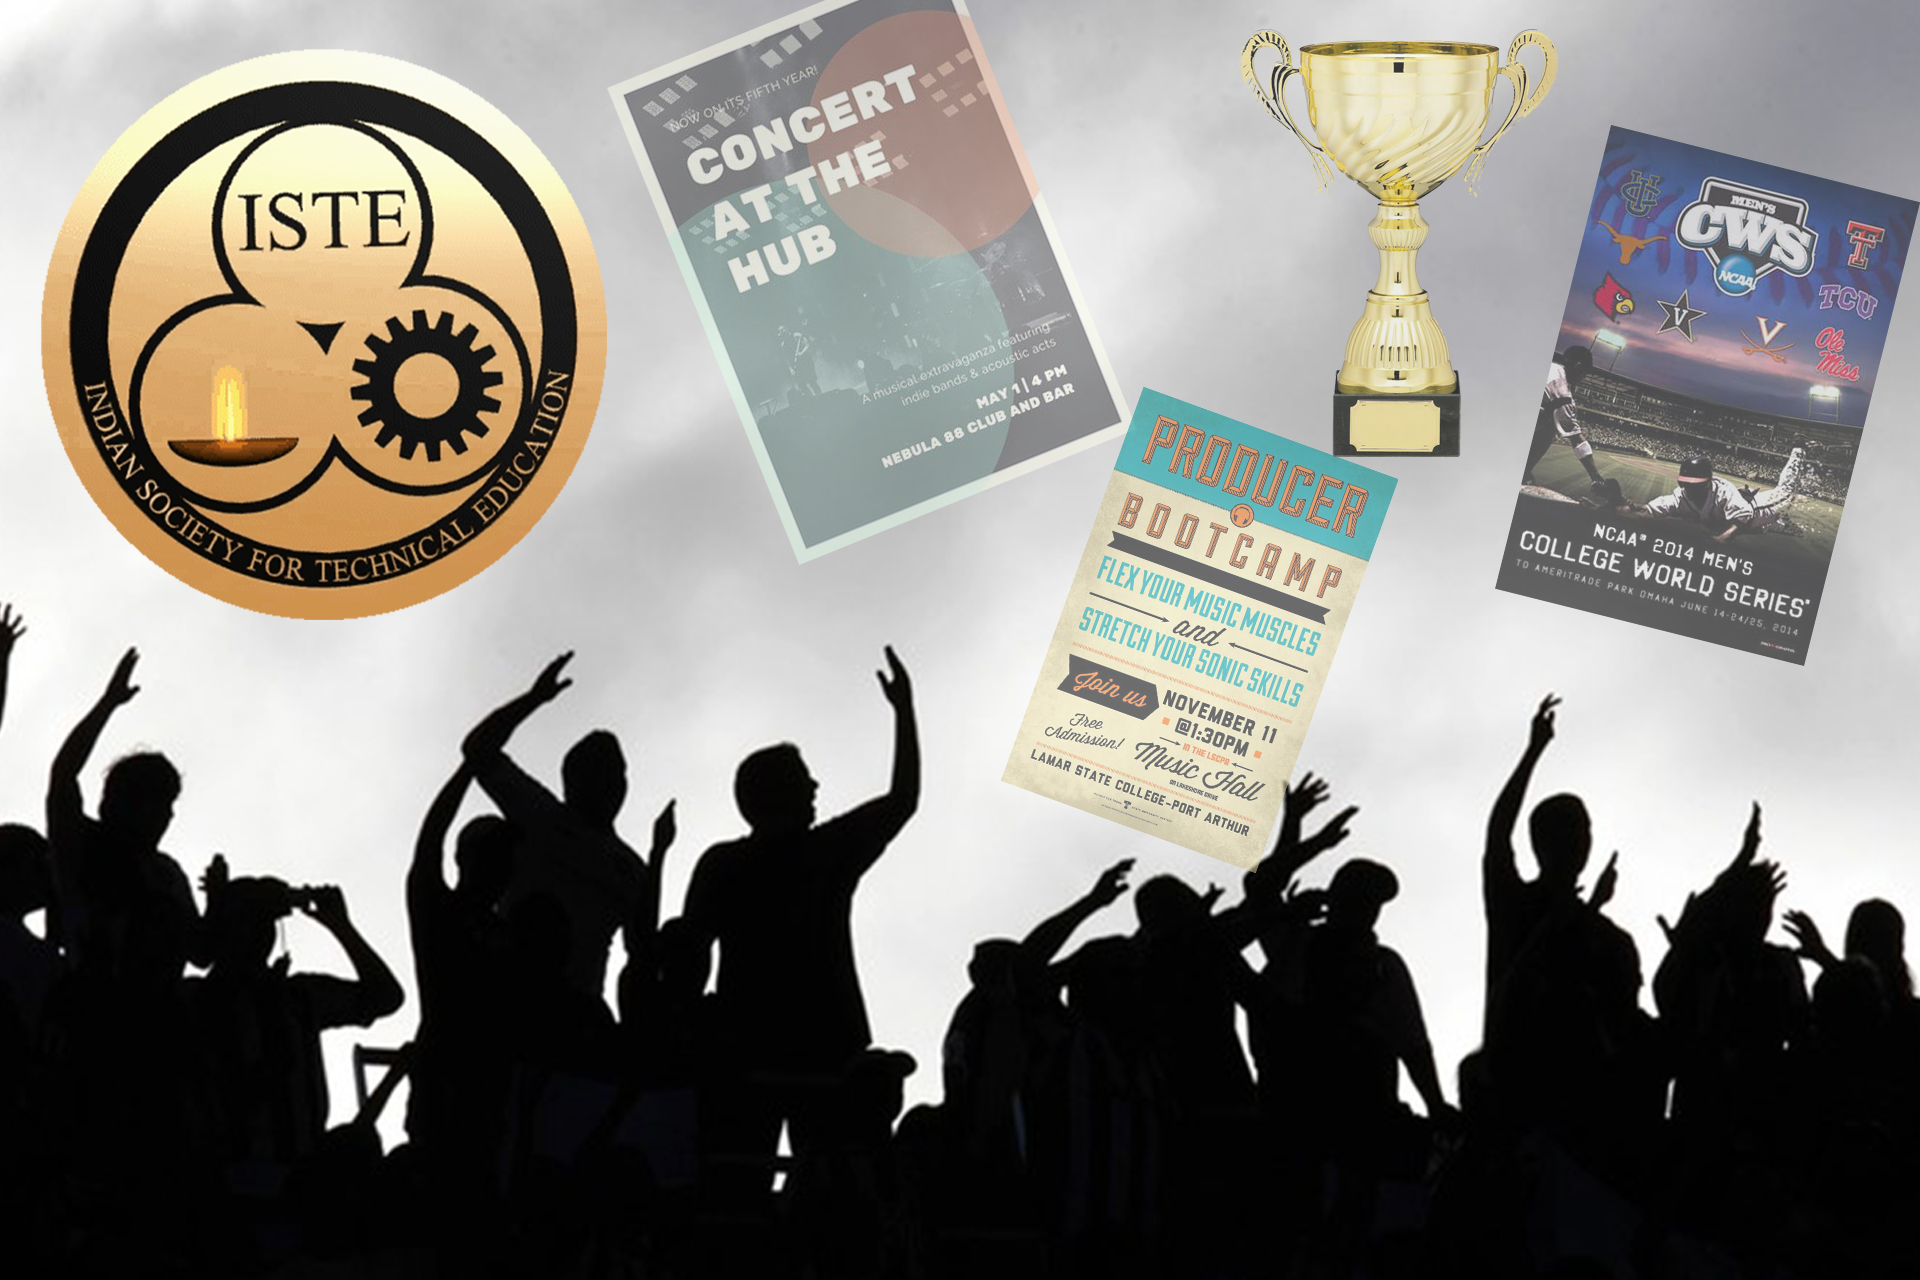 ISTE
INDIAN SOCIETY FOR TECHNICAL EDUCATION
NOW ON ITS FIFTH YEAR!
CONCERT
AT THE
HUB
A musical extravaganza featuring
indie bands & acoustic acts
MAY 1 | 4 PM
NEBULA 88 CLUB AND BAR
PRODUCER
BOOTCAMP
FLEX YOUR MUSIC MUSCLES
and
STRETCH YOUR SONIC SKILLS
Join us
NOVEMBER 11
@1:30PM
Free
Admission!
IN THE LSCPA
Music Hall
ON LAKESHORE DRIVE
LAMAR STATE COLLEGE-PORT ARTHUR
MEN'S
CWS
NCAA
UC
T
TCU
V
V
Ole
Miss
NCAA® 2014 MEN'S
COLLEGE WORLD SERIES®
TD AMERITRADE PARK OMAHA JUNE 14-24/25, 2014